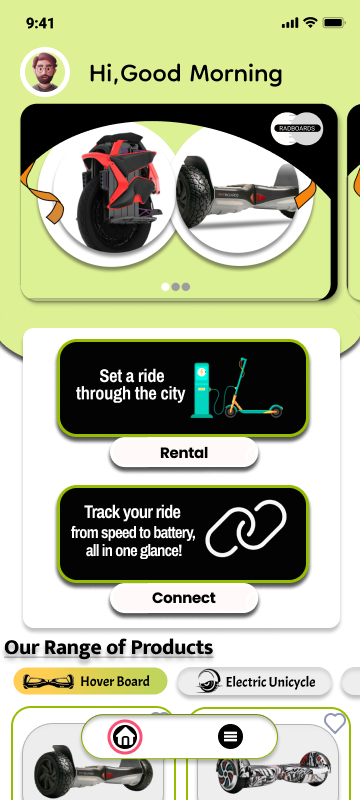 9:41
Hi,Good Morning
RADBOARDS
Set a ride
through the city
Rental
Track your ride
from speed to battery,
all in one glance!
Connect
Our Range of Products
Hover Board
Electric Unicycle